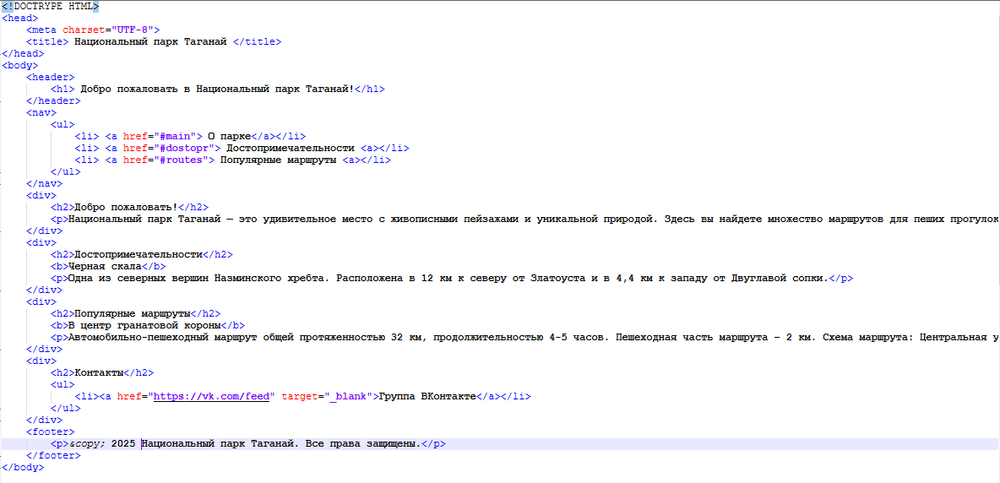 <!DOCTRYPE HTML>
<head>
    <meta charset="UTF-8">
    <title> Национальный парк Таганай </title>
</head>
<body>
    <header>
        <h1> Добро пожаловать в Национальный парк Таганай!</h1>
    </header>
    <nav>
        <ul>
            <li> <a href="#main"> О парке</a></li>
            <li> <a href="#dostopr"> Достопримечательности <a></li>
            <li> <a href="#routes"> Популярные маршруты <a></li>
        </ul>
    </nav>
    <div>
        <h2>Добро пожаловать!</h2>
        <p>Национальный парк Таганай – это удивительное место с живописными пейзажами и уникальной природой. Здесь вы найдете множество маршрутов для пеших прогулок
    </div>
    <div>
        <h2>Достопримечательности</h2>
        <b>Черная скала</b>
        <p>Одна из северных вершин Назминского хребта. Расположена в 12 км к северу от Златоуста и в 4,4 км к западу от Двуглавой сопки.</p>
    </div>
    <div>
        <h2>Популярные маршруты</h2>
        <b>В центр гранатовой короны</b>
        <p>Автомобильно-пешеходный маршрут общей протяженностью 32 км, продолжительностью 4-5 часов. Пешеходная часть маршрута – 2 км. Схема маршрута: Центральная у
    </div>
    <div>
        <h2>Контакты</h2>
        <ul>
            <li><a href="https://vk.com/feed" target="_blank">Группа ВКонтакте</a></li>
        </ul>
    </div>
    <footer>
        <p>&copy; 2025 Национальный парк Таганай. Все права защищены.</p>
    </footer>
</body>